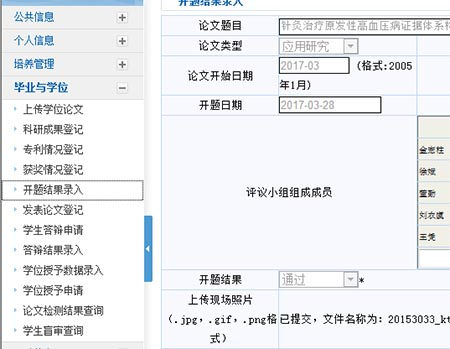 公共信息
个人信息
培养管理
毕业与学位
上传学位论文
科研成果登记
专利情况登记
获奖情况登记
开题结果录入
发表论文登记
学生答辩申请
答辩结果录入
学位授予数据录入
学位授予申请
论文检测结果查询
学生盲审查询
开题结果录入
论文题目 针灸治疗原发性高血压病证据体系
论文类型 应用研究
论文开始日期 2017-03 (格式:2005
年1月)
开题日期 2017-03-28
评议小组组成成员
金志柱
徐斌
董勤
刘农虞
王莹
开题结果 通过 *
上传现场照片
(.jpg,.gif,.png格
式)
已提交，文件名称为：20153033_kt